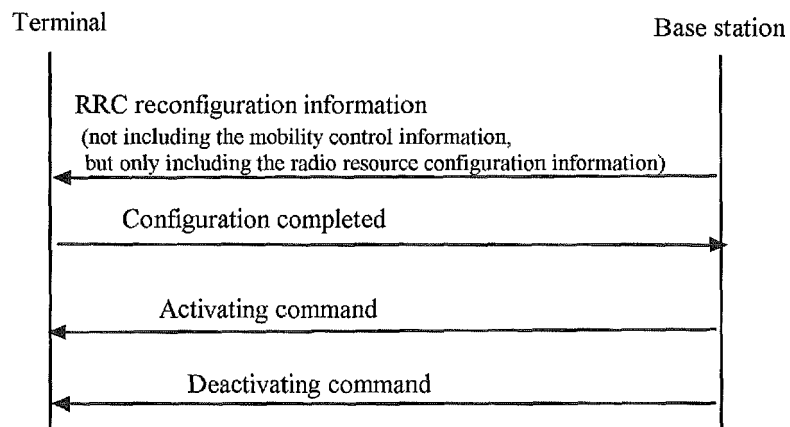 Terminal
Base station
RRC reconfiguration information
(not including the mobility control information,
but only including the radio resource configuration information)
Configuration completed
Activating command
Deactivating command